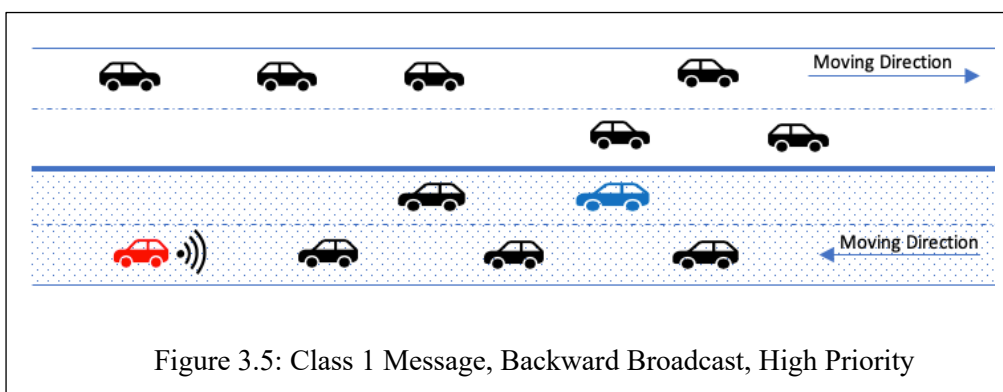 Moving Direction
Moving Direction
Figure 3.5: Class 1 Message, Backward Broadcast, High Priority